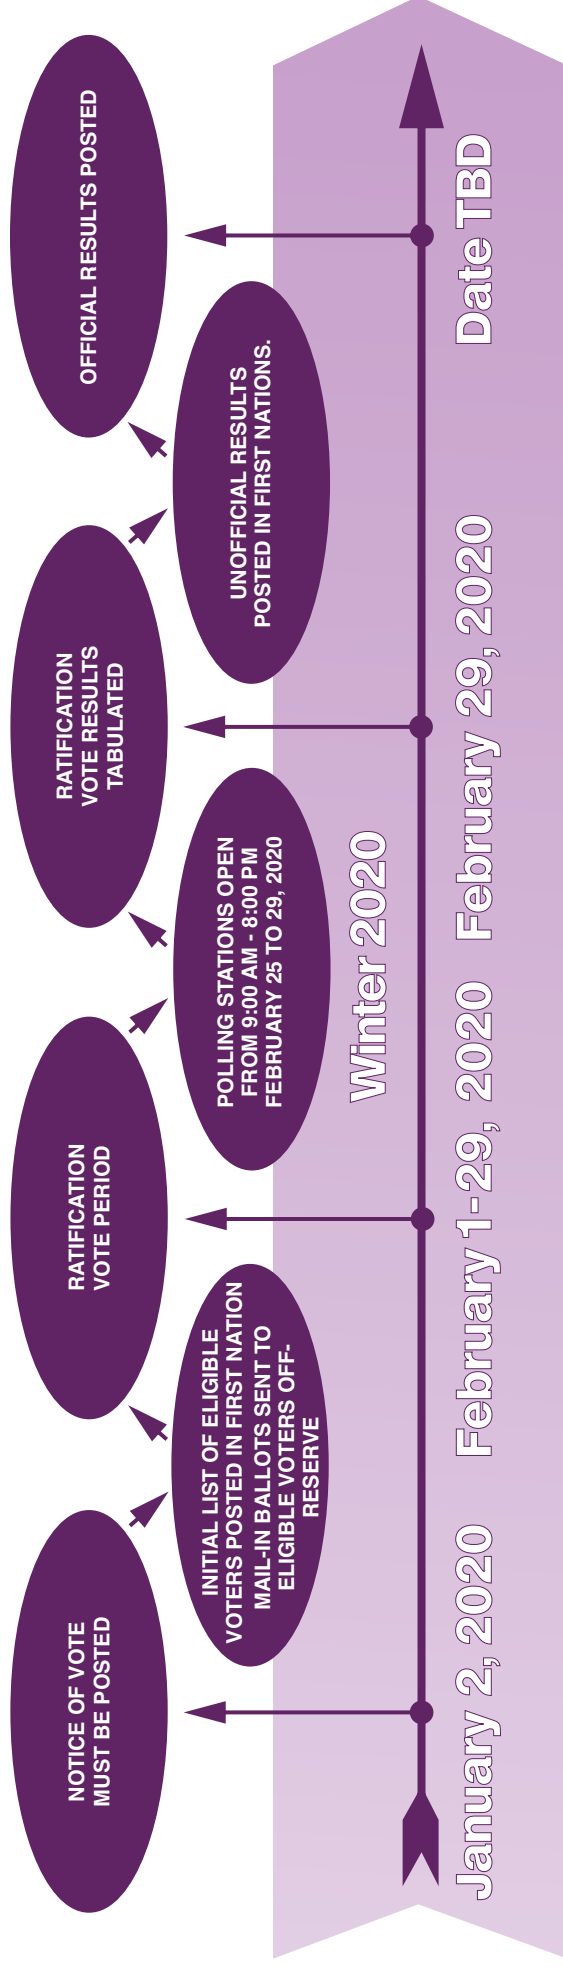 NOTICE OF VOTE
MUST BE POSTED
INITIAL LIST OF ELIGIBLE
VOTERS POSTED IN FIRST NATION
MAIL-IN BALLOTS SENT TO
ELIGIBLE VOTERS OFF-
RESERVE
RATIFICATION
VOTE PERIOD
POLLING STATIONS OPEN
FROM 9:00 AM - 8:00 PM
FEBRUARY 25 TO 29, 2020
RATIFICATION
VOTE RESULTS
TABULATED
UNOFFICIAL RESULTS
POSTED IN FIRST NATIONS.
OFFICIAL RESULTS POSTED
Winter 2020
January 2, 2020
February 1-29, 2020
February 29, 2020
Date TBD